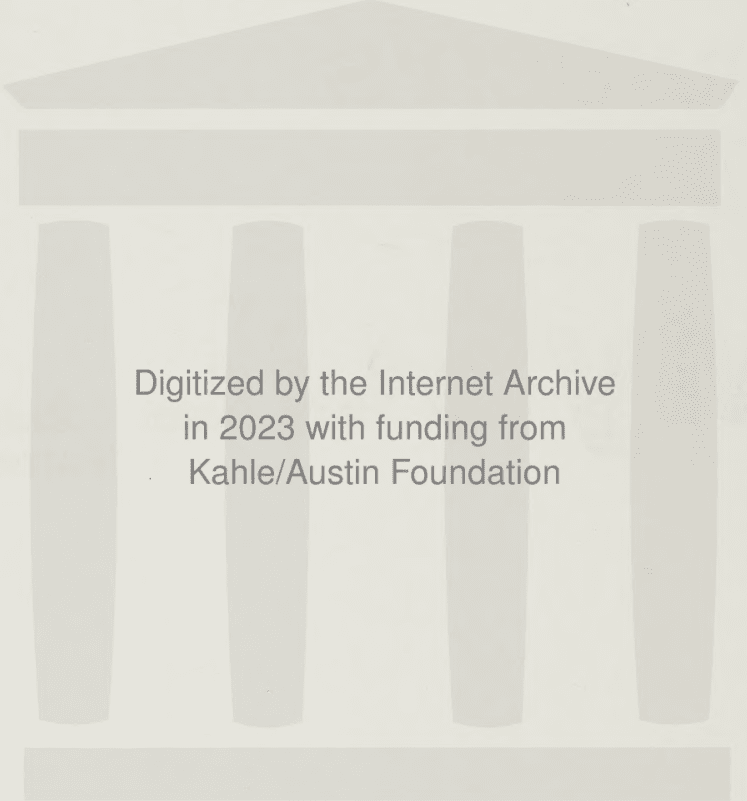 Digitized by the Internet Archive
in 2023 with funding from
Kahle/Austin Foundation